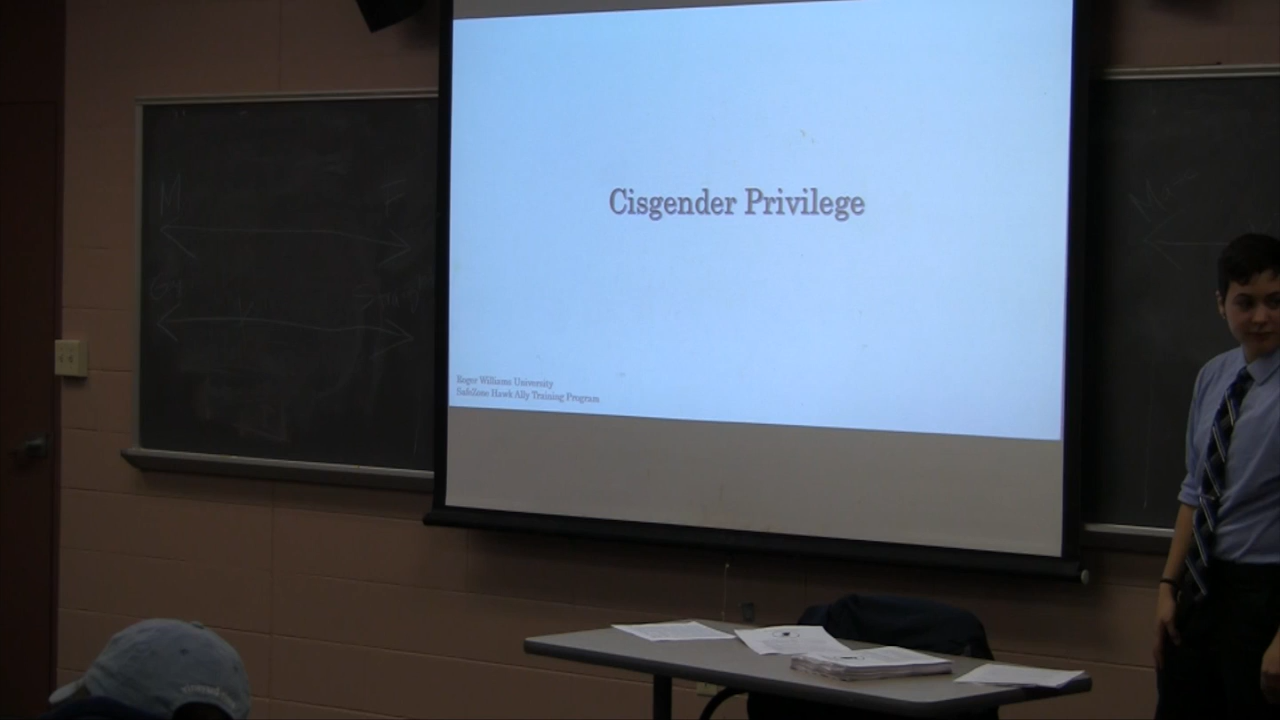 Cisgender Privilege
Roger Williams University
Safezone Hawk Ally Training Program
M
F